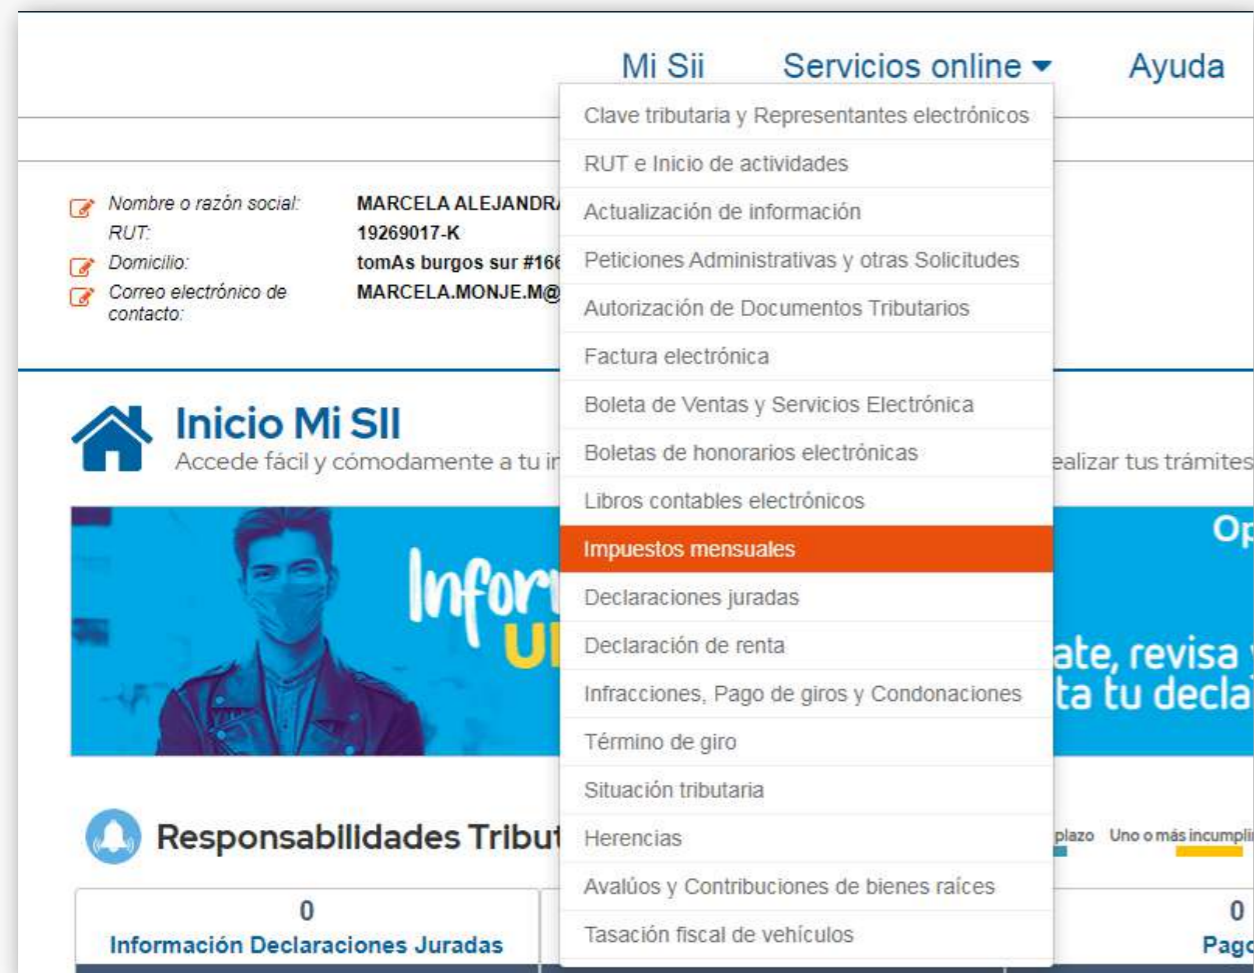 Mi Sii Servicios online Ayuda
Clave tributaria y Representantes electrónicos
RUT e Inicio de actividades
Actualización de información
Peticiones Administrativas y otras Solicitudes
Autorización de Documentos Tributarios
Factura electrónica
Boleta de Ventas y Servicios Electrónica
Boletas de honorarios electrónicas
Libros contables electrónicos
Impuestos mensuales
Declaraciones juradas
Declaración de renta
Infracciones, Pago de giros y Condonaciones
Término de giro
Situación tributaria
Herencias
Avalúos y Contribuciones de bienes raíces
Tasación fiscal de vehículos
Nombre o razón social: MARCELA ALEJANDRA
RUT: 19269017-K
Domicilio: tomAs burgos sur #166
Correo electrónico de MARCELA.MONJE.M@
contacto:
Inicio Mi SII
Accede fácil y cómodamente a tu in ealizar tus trámites
Infor Op
U ate, revisa
ta tu decla
Responsabilidades Tribut plazo Uno o más incumpli
0 0
Información Declaraciones Juradas Pago